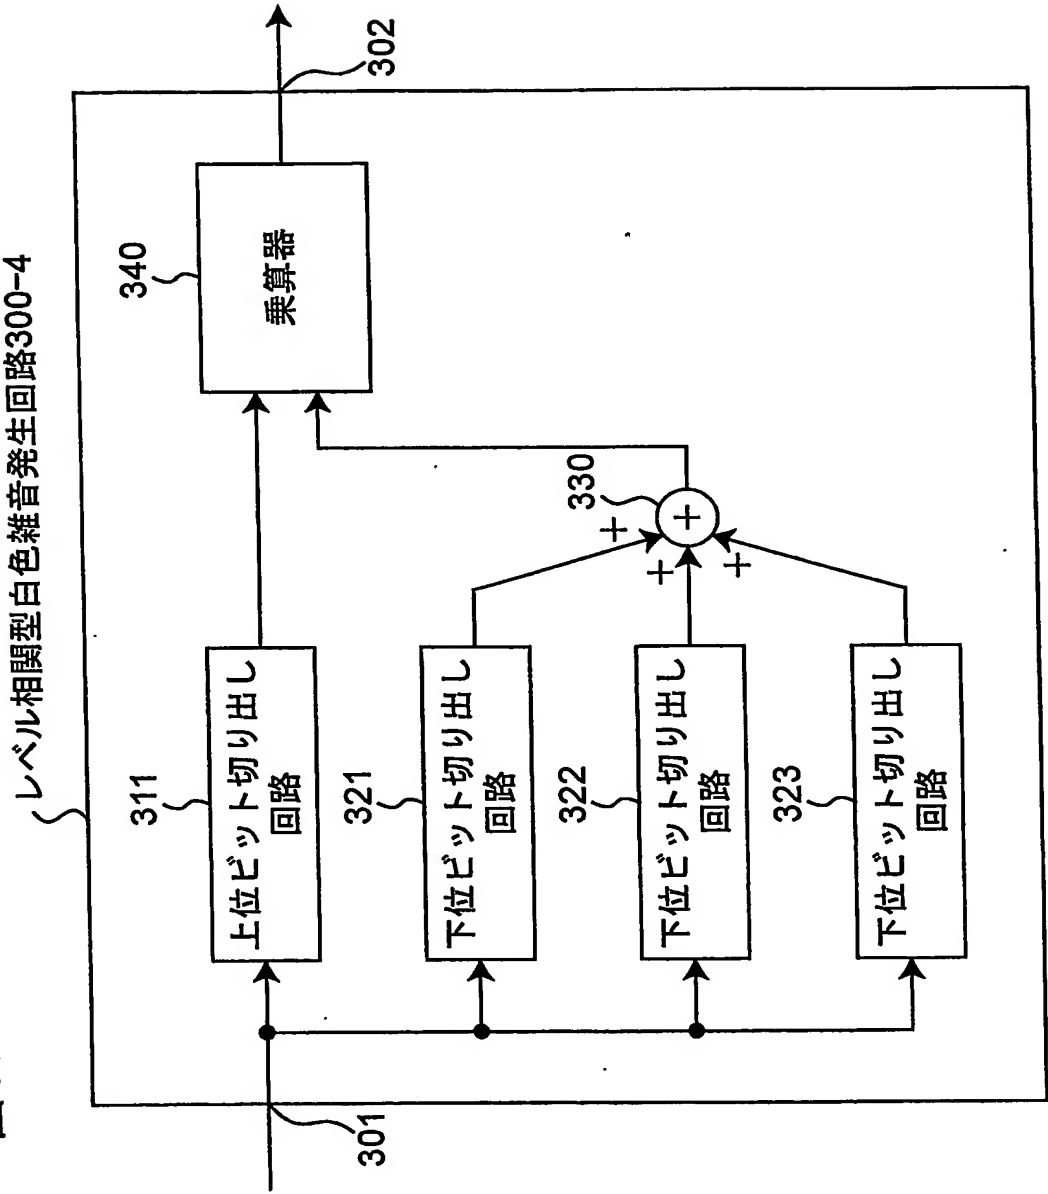 レベル相関型白色雑音発生回路300-4
302
340
乗算器
330
+
+
+
+
311
上位ビット切り出し
回路
321
下位ビット切り出し
回路
322
下位ビット切り出し
回路
323
下位ビット切り出し
回路
301